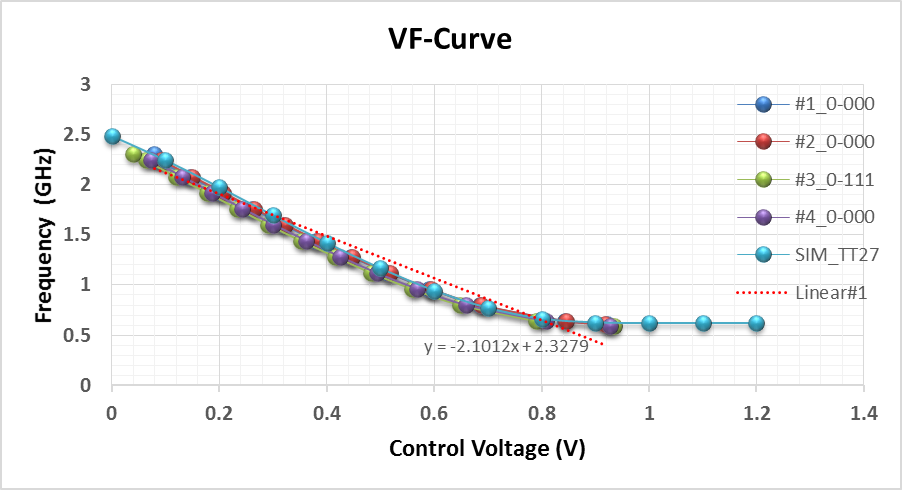 VF-Curve
3
2.5
2
1.5
1
0.5
0
Frequency (GHz)
0 0.2 0.4 0.6 0.8 1 1.2 1.4
Control Voltage (V)
#1_0-000
#2_0-000
#3_0-111
#4_0-000
SIM_TT27
Linear#1
y = -2.1012x + 2.3279